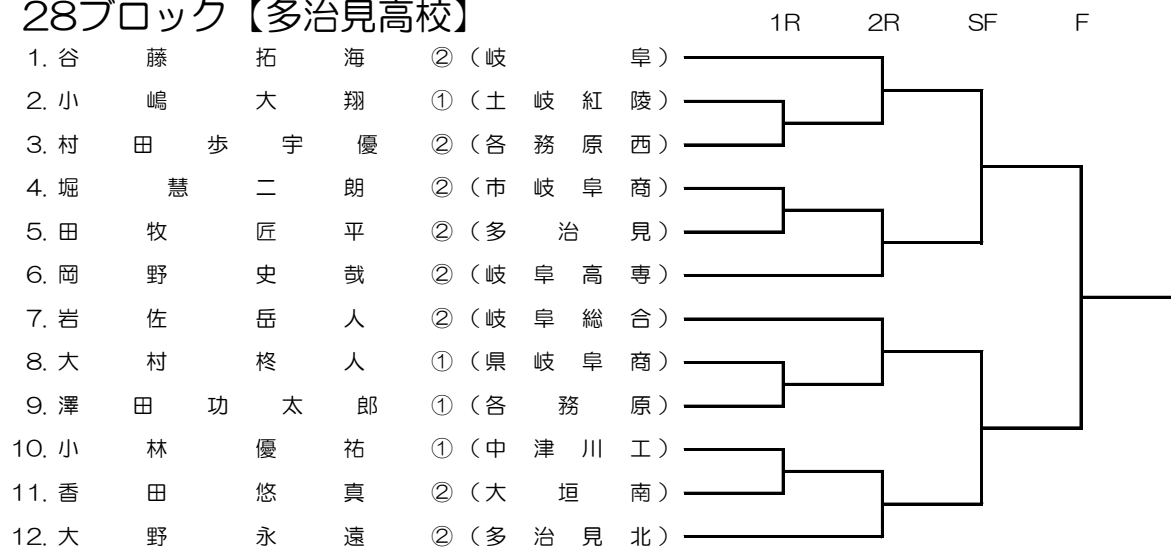 28ブロック【多治見高校】 1R 2R SF F
1. 谷藤拓海 ② (岐阜)
2. 小嶋大翔 ① (土岐紅陵)
3. 村田歩宇優 ② (各務原西)
4. 堀慧二朗 ② (市岐阜商)
5. 田牧匠平 ② (多治見)
6. 岡野史哉 ② (岐阜高専)
7. 岩佐岳人 ② (岐阜総合)
8. 大村柊人 ① (県岐阜商)
9. 澤田功太郎 ① (各務原)
10. 小林優祐 ① (中津川工)
11. 香田悠真 ② (大垣南)
12. 大野永遠 ② (多治見北)